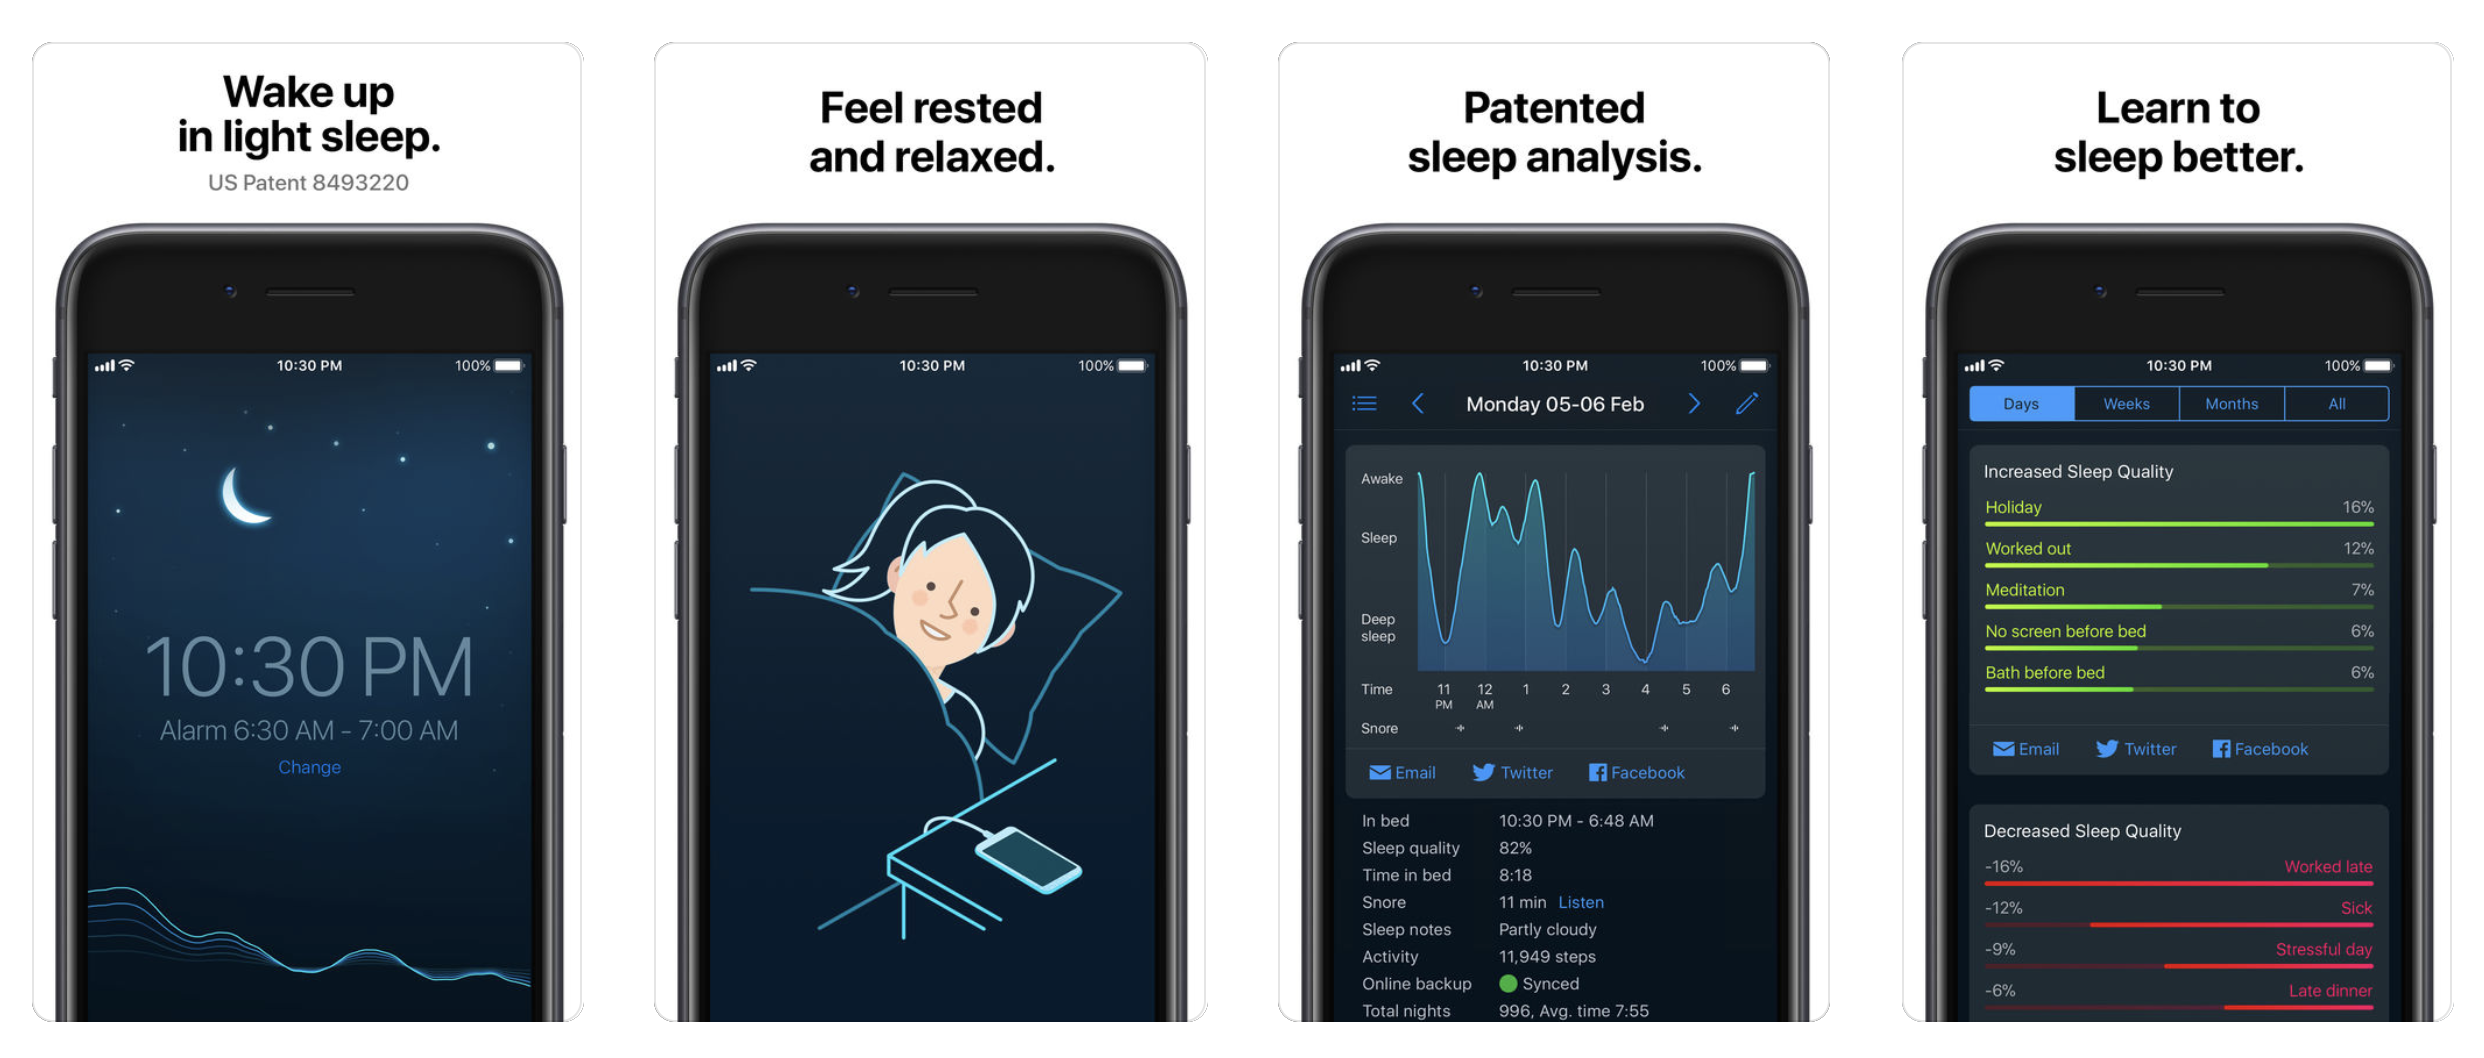 Wake up
in light sleep.
US Patent 8493220
10:30 PM
100%
10:30 PM
Alarm 6:30 AM - 7:00 AM
Change
Feel rested
and relaxed.
10:30 PM
100%
Patented
sleep analysis.
10:30 PM
100%
Monday 05-06 Feb
Awake
Sleep
Deep
sleep
Time 11 12 1 2 3 4 5 6
PM AM
Snore
Email Twitter Facebook
In bed 10:30 PM - 6:48 AM
Sleep quality 82%
Time in bed 8:18
Snore 11 min Listen
Sleep notes Partly cloudy
Activity 11,949 steps
Online backup Synced
Total nights 996, Avg. time 7:55
Learn to
sleep better.
10:30 PM
100%
Days Weeks Months All
Increased Sleep Quality
Holiday 16%
Worked out 12%
Meditation 7%
No screen before bed 6%
Bath before bed 6%
Email Twitter Facebook
Decreased Sleep Quality
-16% Worked late
-12% Sick
-9% Stressful day
-6% Late dinner